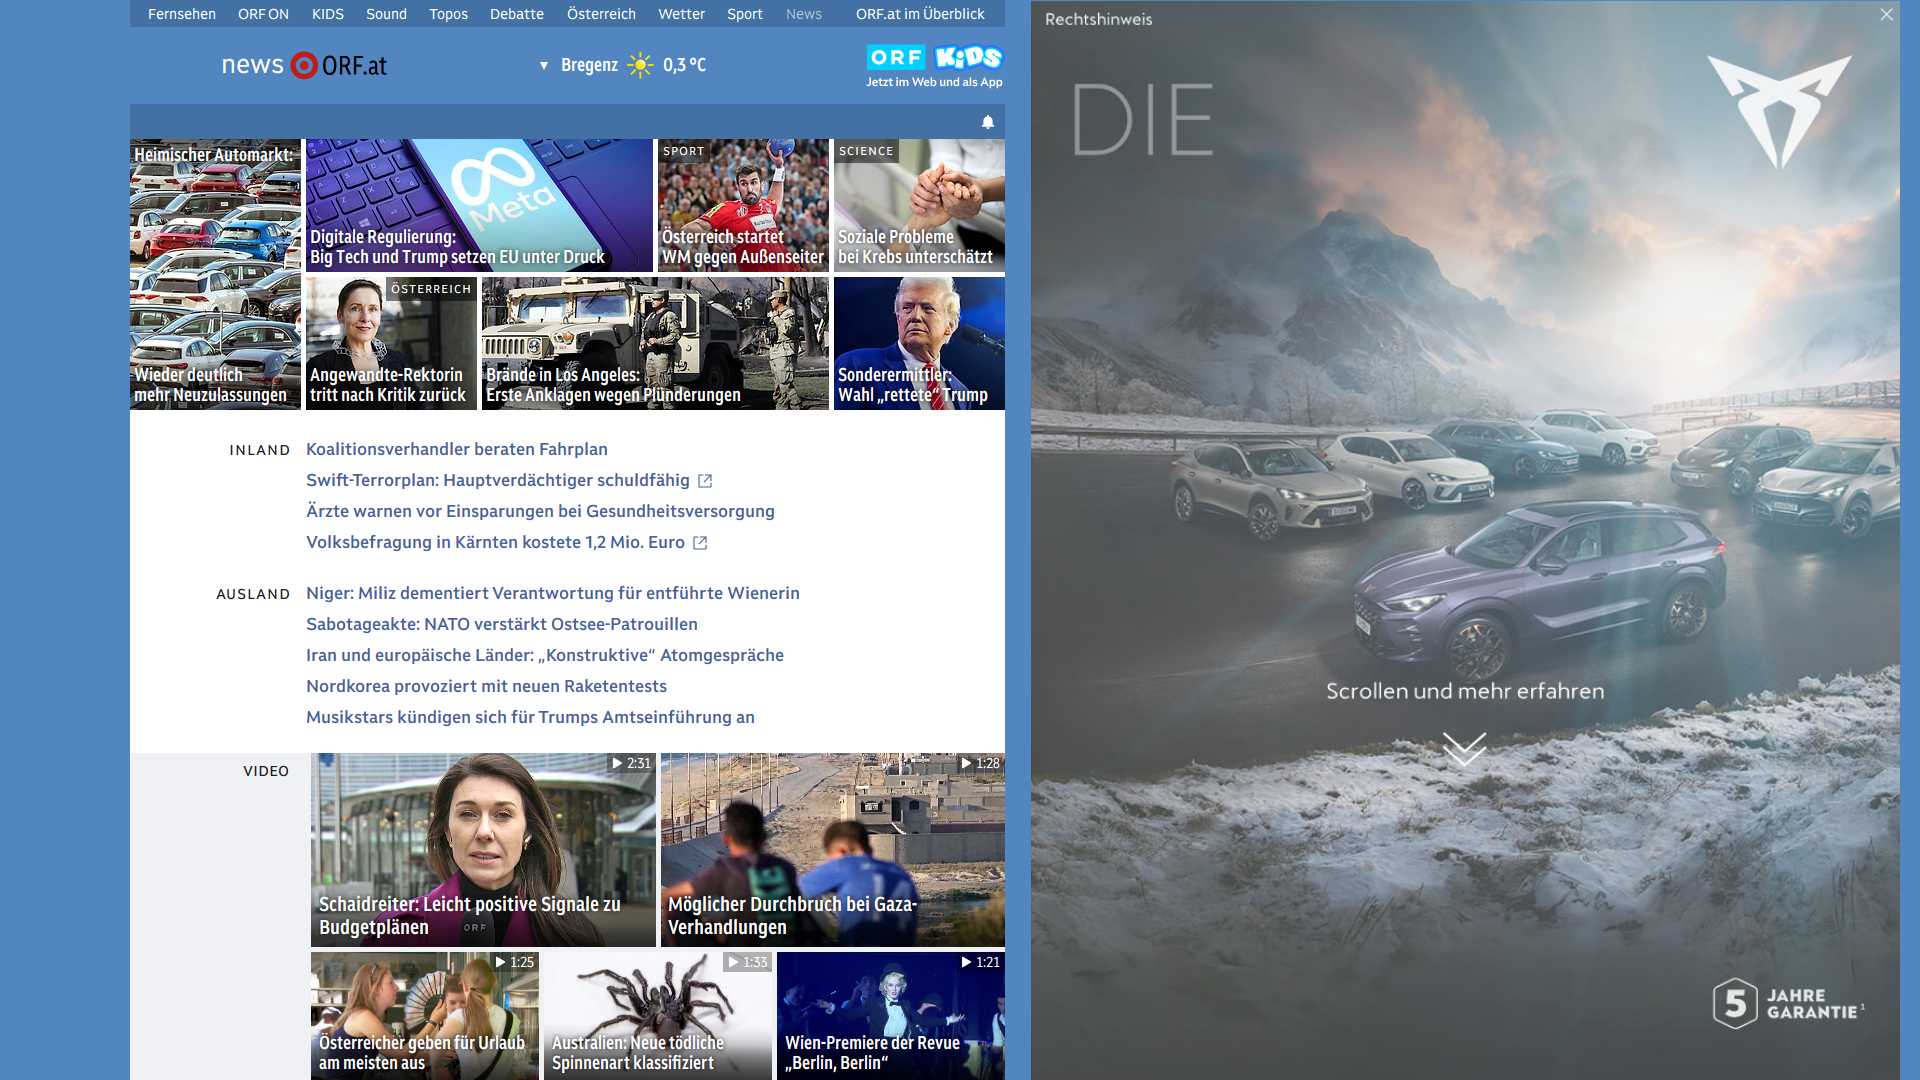 Fernsehen ORF ON KIDS Sound Topos Debatte Österreich Wetter Sport News ORF.at im Überblick
news ORF.at
Bregenz 0,3 °C
ORF KiDS
Jetzt im Web und als App
Heimischer Automarkt:
Wieder deutlich
mehr Neuzulassungen
Meta
Digitale Regulierung:
Big Tech und Trump setzen EU unter Druck
SPORT
Österreich startet
WM gegen Außenseiter
SCIENCE
Soziale Probleme
bei Krebs unterschätzt
ÖSTERREICH
Angewandte-Rektorin
tritt nach Kritik zurück
Brände in Los Angeles:
Erste Anklagen wegen Plünderungen
Sonderermittler:
Wahl „rettete“ Trump
INLAND
Koalitionsverhandler beraten Fahrplan
Swift-Terrorplan: Hauptverdächtiger schuldfähig
Ärzte warnen vor Einsparungen bei Gesundheitsversorgung
Volksbefragung in Kärnten kostete 1,2 Mio. Euro
AUSLAND
Niger: Miliz dementiert Verantwortung für entführte Wienerin
Sabotageakte: NATO verstärkt Ostsee-Patrouillen
Iran und europäische Länder: „Konstruktive“ Atomgespräche
Nordkorea provoziert mit neuen Raketentests
Musikstars kündigen sich für Trumps Amtseinführung an
VIDEO
2:31
Schaidreiter: Leicht positive Signale zu
Budgetplänen
ORF
1:28
Möglicher Durchbruch bei Gaza-
Verhandlungen
1:25
Österreicher geben für Urlaub
am meisten aus
1:33
Australien: Neue tödliche
Spinnenart klassifiziert
1:21
Wien-Premiere der Revue
„Berlin, Berlin“
Rechtshinweis
DIE
Scrollen und mehr erfahren
5 JAHRE
GARANTIE¹